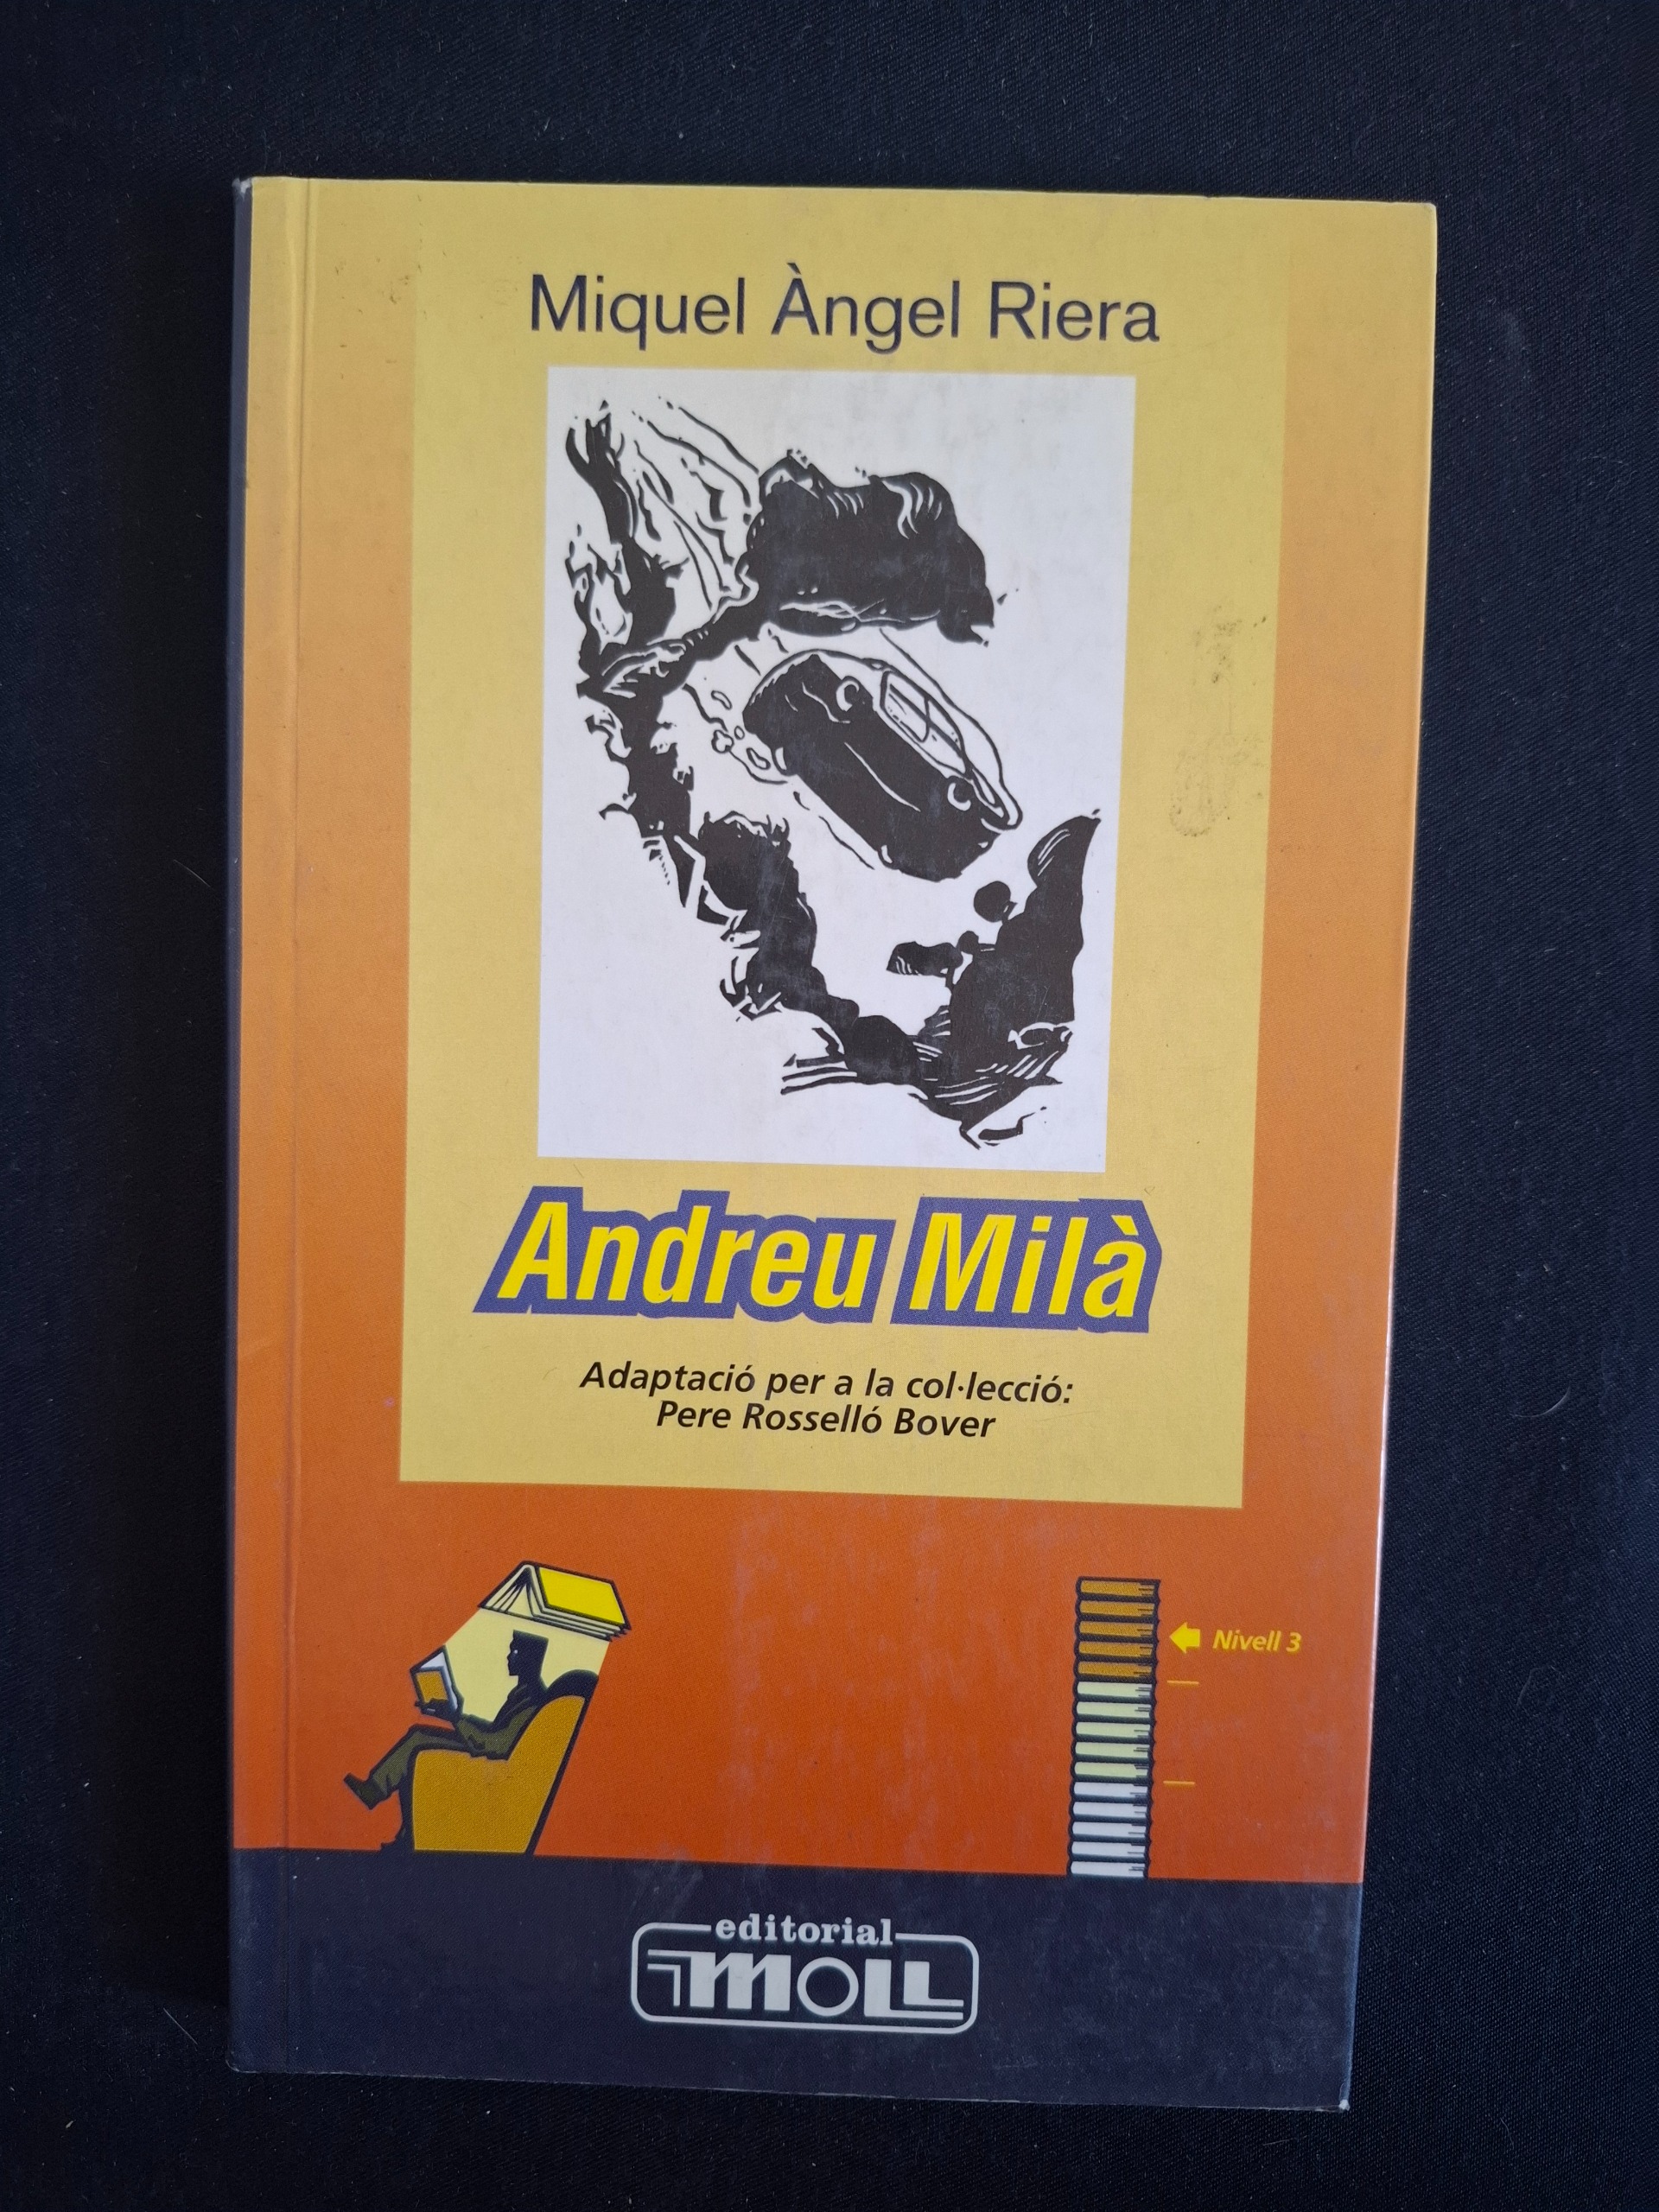 Miquel Àngel Riera
Andreu Milà
Adaptació per a la col·lecció:
Pere Rosselló Bover
Nivell 3
editorial
MOLL